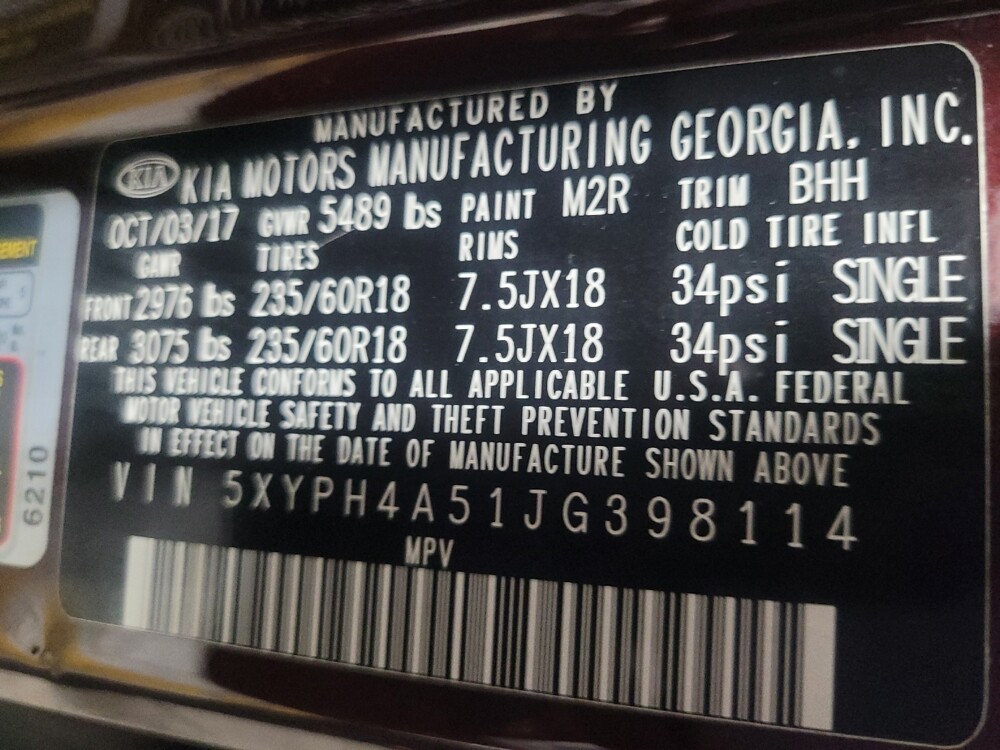 MANUFACTURED BY
KIA KIA MOTORS MANUFACTURING GEORGIA, INC.
OCT/03/17 GVWR 5489 lbs PAINT M2R TRIM BHH
GAWR TIRES RIMS COLD TIRE INFL
FRONT 2976 lbs 235/60R18 7.5JX18 34psi SINGLE
REAR 3075 lbs 235/60R18 7.5JX18 34psi SINGLE
THIS VEHICLE CONFORMS TO ALL APPLICABLE U.S.A. FEDERAL
MOTOR VEHICLE SAFETY AND THEFT PREVENTION STANDARDS
IN EFFECT ON THE DATE OF MANUFACTURE SHOWN ABOVE
VIN 5XYPH4A51JG398114
MPV
6210